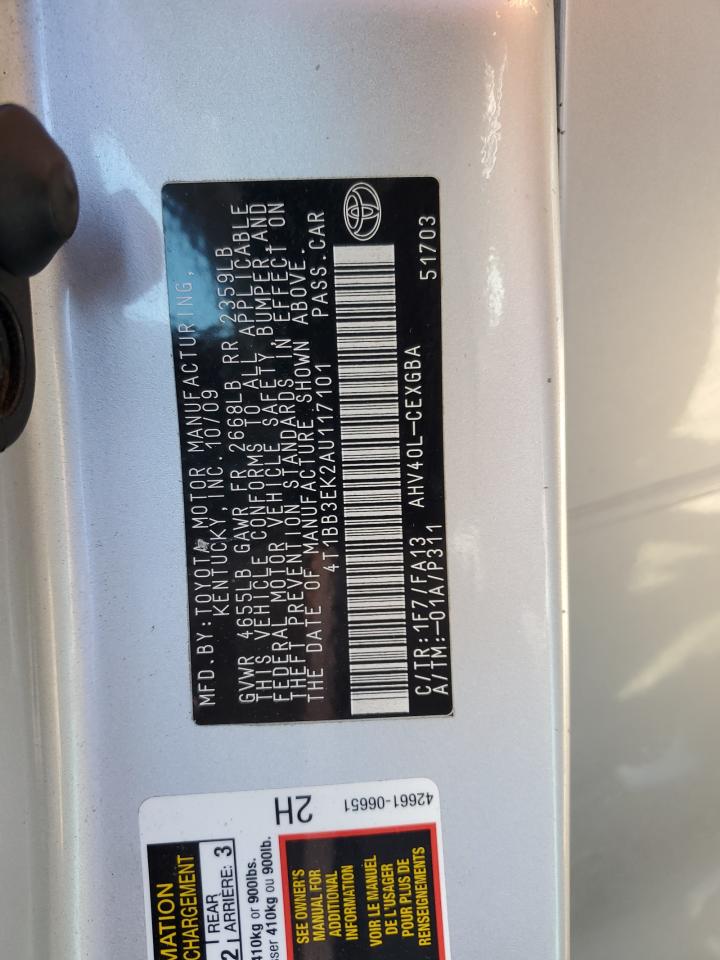 MFD.BY:TOYOTA MOTOR MANUFACTURING,
KENTUCKY, INC. 10/09
GVWR 4655LB GAWR FR 2668LB RR 2359LB
THIS VEHICLE CONFORMS TO ALL APPLICABLE
FEDERAL MOTOR VEHICLE SAFETY, BUMPER, AND
THEFT PREVENTION STANDARDS IN EFFECT ON
THE DATE OF MANUFACTURE SHOWN ABOVE.
4T1BB3EK2AU117101 PASS.CAR
C/TR:1F7/FA13 AHV40L-CEXGBA
A/TM:-01A/P311 51703
2H
42661-06651
MATION
CHARGEMENT
2
REAR
ARRIÈRE: 3
410kg or 900lbs.
sser 410kg ou 900lb.
SEE OWNER'S
MANUAL FOR
ADDITIONAL
INFORMATION
VOIR LE MANUEL
DE L'USAGER
POUR PLUS DE
RENSEIGNEMENTS